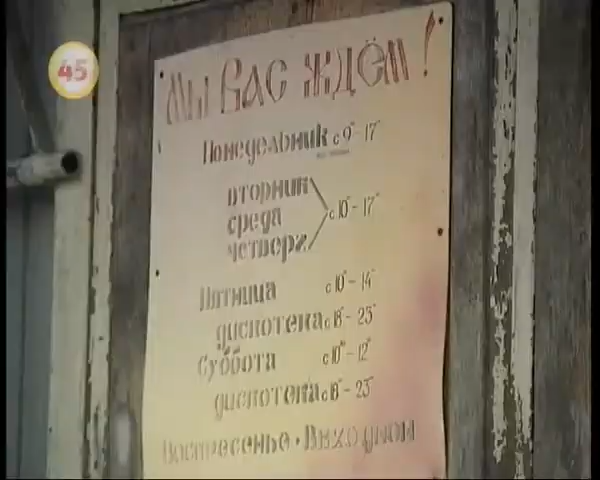 45
Мы Вас ждём!
Понедельник с 9°°-17°°
вторник
среда с 10°°-17°°
четверг
Пятница с 10°°-14°°
дискотека с 18°°-23°°
Суббота с 10°°-12°°
дискотека с 18°°-23°°
Воскресенье • Выходной